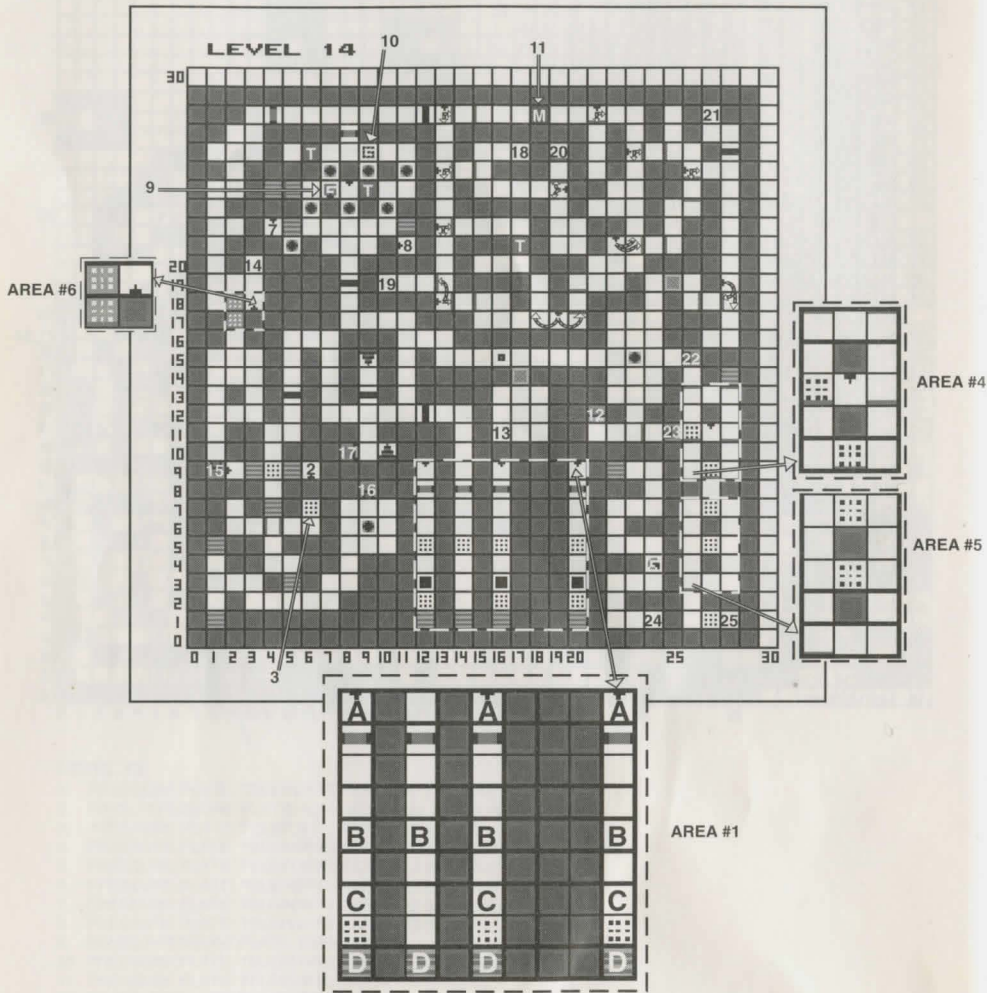 10
LEVEL 14
11
30
M
21
T
G
18
20
9
G
T
7
8
T
20
14
AREA #6
19
19
18
17
16
15
22
14
AREA #4
13
12
12
11
13
23
10
17
9
15
2
8
16
7
6
5
AREA #5
G
4
3
2
1
24
25
0
0 1 2 3 4 5 6 7 8 9 10 11 12 13 14 15 16 17 18 19 20 25 30
3
A A A
B B B B
AREA #1
C C C
D D D D